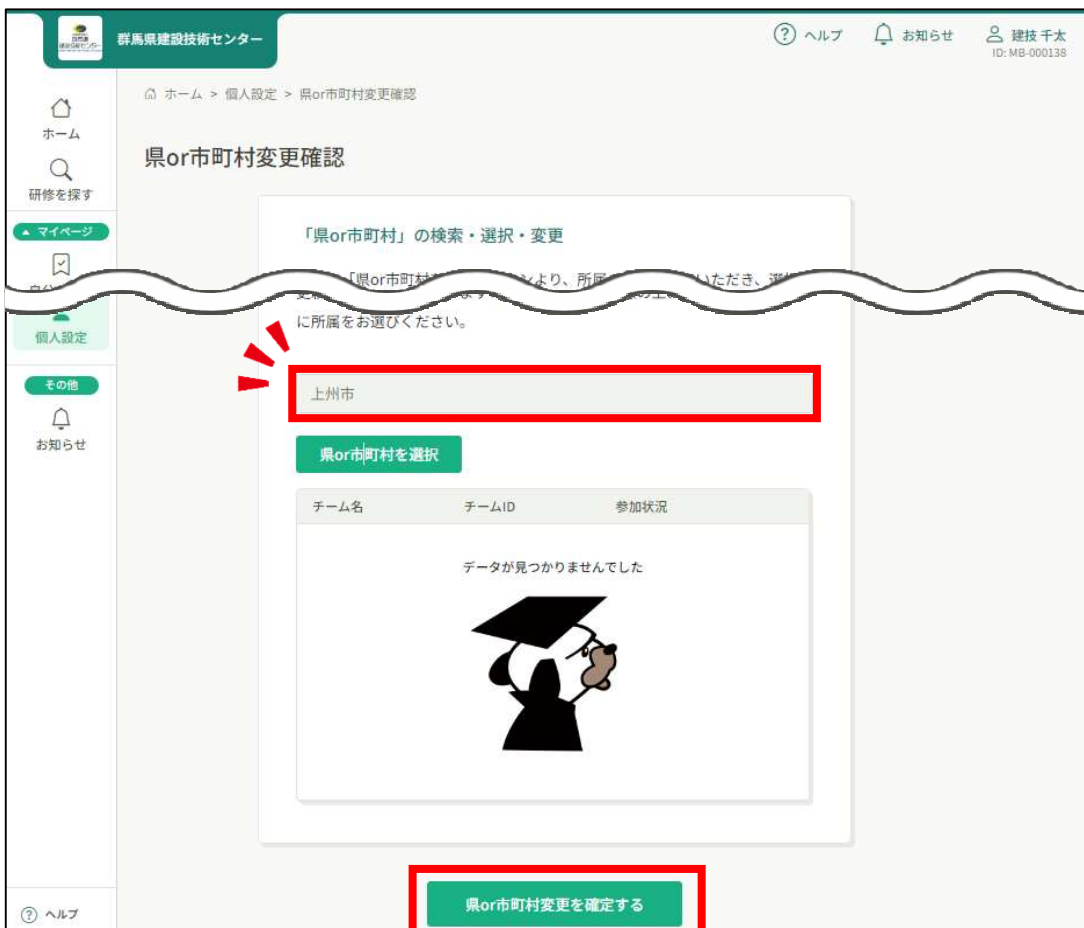 群馬県建設技術センター
ヘルプ
お知らせ
建技 千太
ID: MB-000138
ホーム > 個人設定 > 県or市町村変更確認
ホーム
研修を探す
マイページ
個人設定
その他
お知らせ
ヘルプ
県or市町村変更確認
「県or市町村」の検索・選択・変更
「県or市町村 より、所属 いただき、選
に所属をお選びください。
上州市
県or市町村を選択
チーム名 チームID 参加状況
データが見つかりませんでした
県or市町村変更を確定する